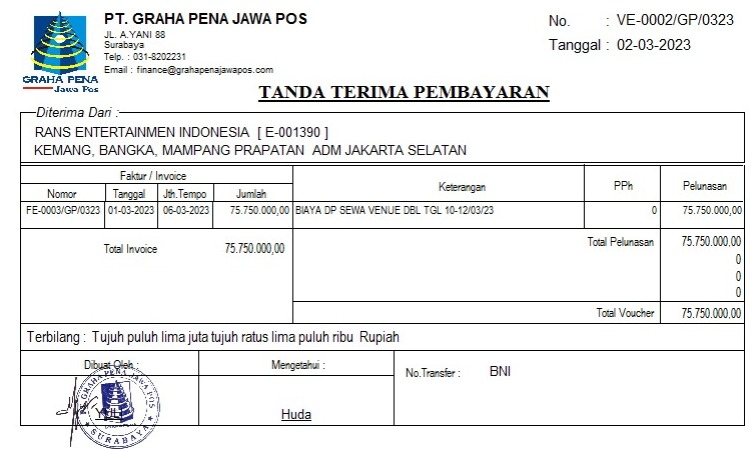 PT. GRAHA PENA JAWA POS
JL. A.YANI 88
Surabaya
Telp. : 031-8202231
Email : finance@grahapenajawapos.com
GRAHA PENA
Jawa Pos
No. : VE-0002/GP/0323
Tanggal : 02-03-2023
TANDA TERIMA PEMBAYARAN
Diterima Dari :
RANS ENTERTAINMEN INDONESIA [ E-001390 ]
KEMANG, BANGKA, MAMPANG PRAPATAN ADM JAKARTA SELATAN
Faktur / Invoice
Nomor Tanggal Jth.Tempo Jumlah Keterangan PPh Pelunasan
FE-0003/GP/0323 01-03-2023 06-03-2023 75.750.000,00 BIAYA DP SEWA VENUE DBL TGL 10-12/03/23 0 75.750.000,00
Total Invoice 75.750.000,00 Total Pelunasan 75.750.000,00
0
0
0
Total Voucher 75.750.000,00
Terbilang : Tujuh puluh lima juta tujuh ratus lima puluh ribu Rupiah
Dibuat Oleh : Mengetahui : No.Transfer : BNI
GRAHA PENA JAWA POS
SURABAYA
Huda